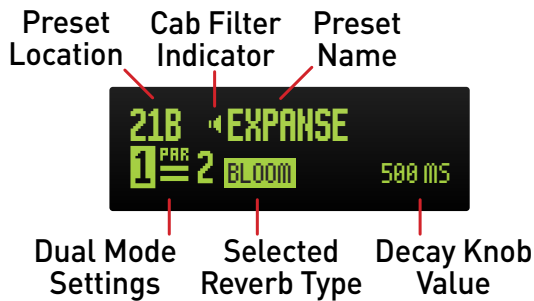 Preset Location
Cab Filter Indicator
Preset Name
21B EXPANSE
1 PAR 2 BLOOM 500 MS
Dual Mode Settings
Selected Reverb Type
Decay Knob Value